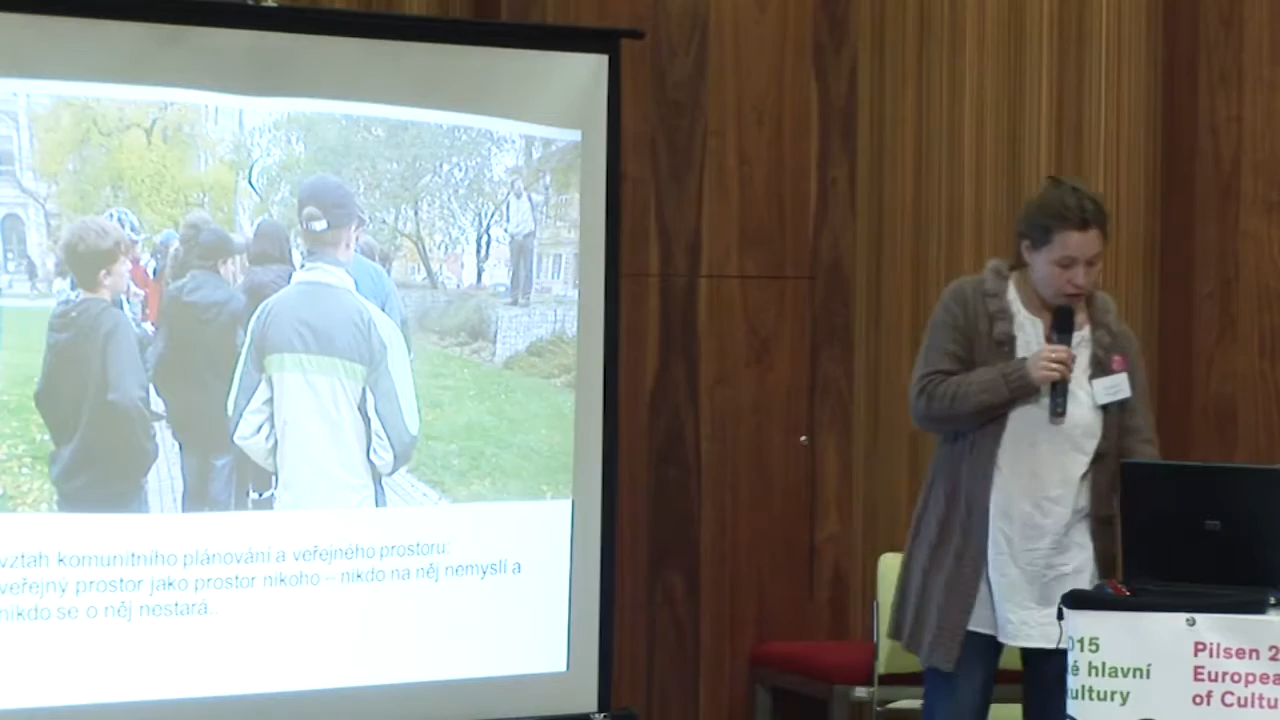 vztah komunitního plánování a veřejného prostoru:
veřejný prostor jako prostor nikoho – nikdo na něj nemyslí a
nikdo se o něj nestará..
015
é hlavní
ultury
Pilsen 2
Europea
of Cultu